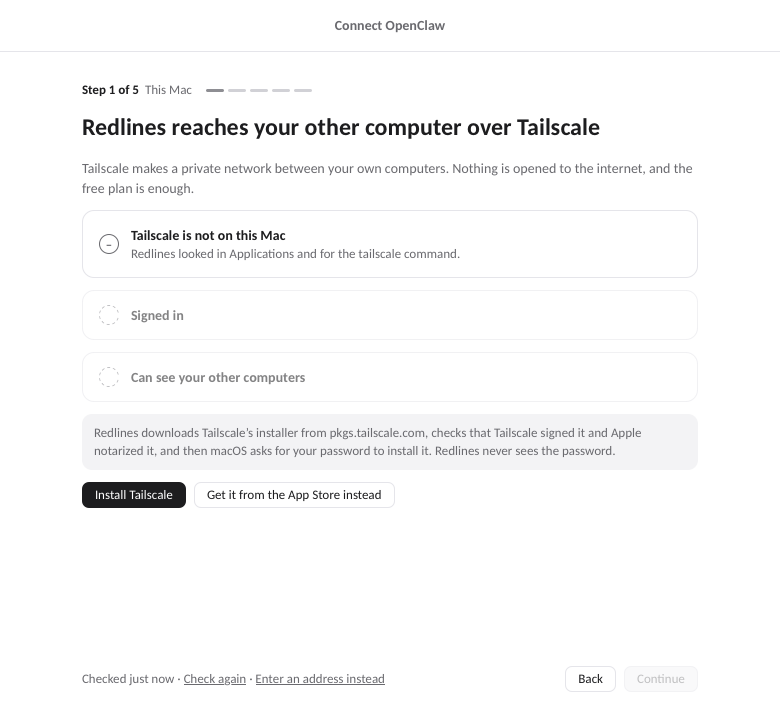 Connect OpenClaw
Step 1 of 5 This Mac
Redlines reaches your other computer over Tailscale
Tailscale makes a private network between your own computers. Nothing is opened to the internet, and the
free plan is enough.
Tailscale is not on this Mac
Redlines looked in Applications and for the tailscale command.
Signed in
Can see your other computers
Redlines downloads Tailscale’s installer from pkgs.tailscale.com, checks that Tailscale signed it and Apple
notarized it, and then macOS asks for your password to install it. Redlines never sees the password.
Install Tailscale Get it from the App Store instead
Checked just now · Check again · Enter an address instead Back Continue